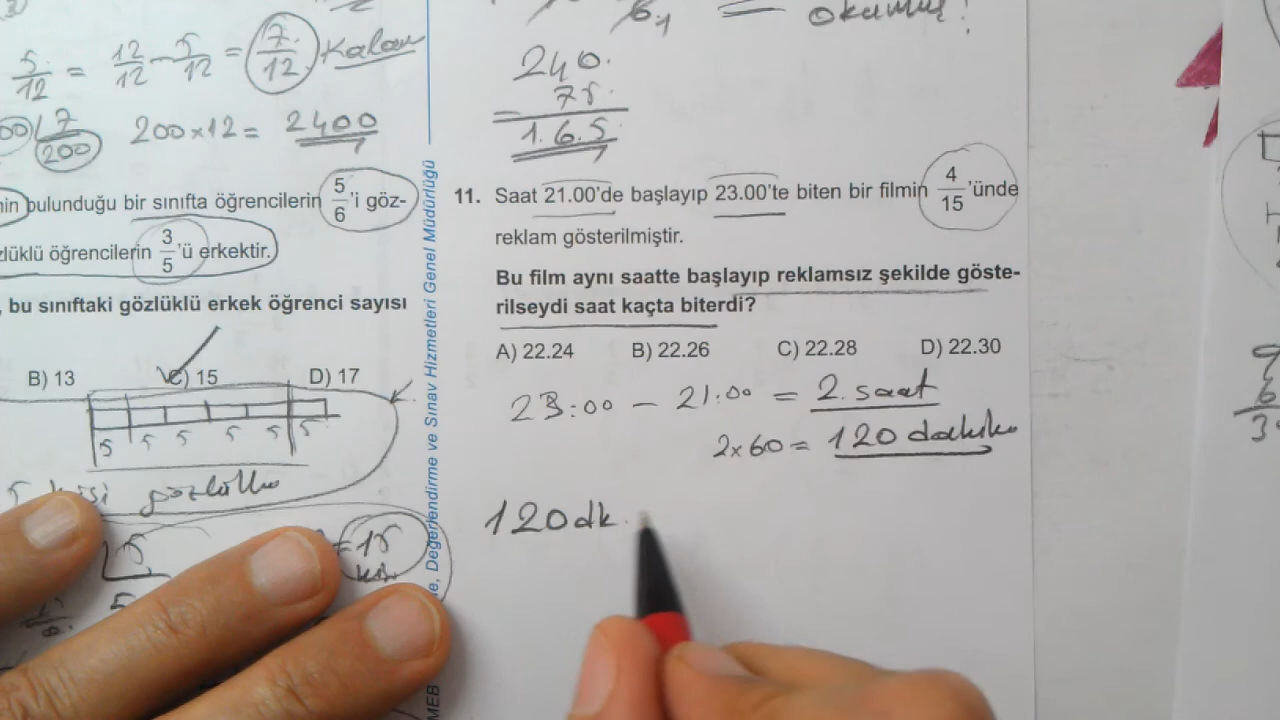 5/12 = 12/12 - 5/12 = 7/12 Kalan
7/200 200x12 = 2400
bulunduğu bir sınıfta öğrencilerin 5/6'i göz-
zlüklü öğrencilerin 3/5'ü erkektir.
, bu sınıftaki gözlüklü erkek öğrenci sayısı
B) 13 C) 15 D) 17
5 5 5 5 5 5
gözlüklü
5
= 15
MEB
e, Değerlendirme ve Sınav Hizmetleri Genel Müdürlüğü
okumuş!
240
- 75
165
11. Saat 21.00'de başlayıp 23.00'te biten bir filmin 4/15'ünde
reklam gösterilmiştir.
Bu film aynı saatte başlayıp reklamsız şekilde göste-
rilseydi saat kaçta biterdi?
A) 22.24 B) 22.26 C) 22.28 D) 22.30
23:00 - 21:00 = 2 saat
2x60 = 120 dakika
120 dk.